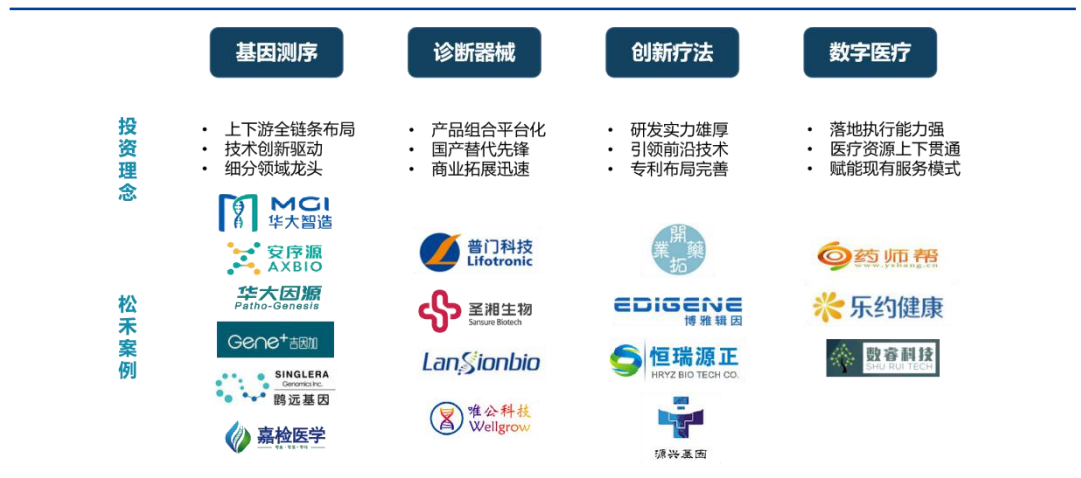 基因测序
诊断器械
创新疗法
数字医疗
投资理念
• 上下游全链条布局
• 技术创新驱动
• 细分领域龙头
• 产品组合平台化
• 国产替代先锋
• 商业拓展迅速
• 研发实力雄厚
• 引领前沿技术
• 专利布局完善
• 落地执行能力强
• 医疗资源上下贯通
• 赋能现有服务模式
松禾案例
MGI
华大智造
安序源
AXBIO
华大因源
Patho-Genesis
Gene+吉因加
SINGLERA
Genomics Inc.
鹍远基因
嘉检医学
普门科技
Lifotronic
圣湘生物
Sansure Biotech
Lansionbio
唯公科技
Wellgrow
開藥
業拓
EDIGENE
博雅辑因
恒瑞源正
HRYZ BIO TECH CO.
源兴基因
药师帮
www.ysbang.cn
乐约健康
数睿科技
SHU RUI TECH